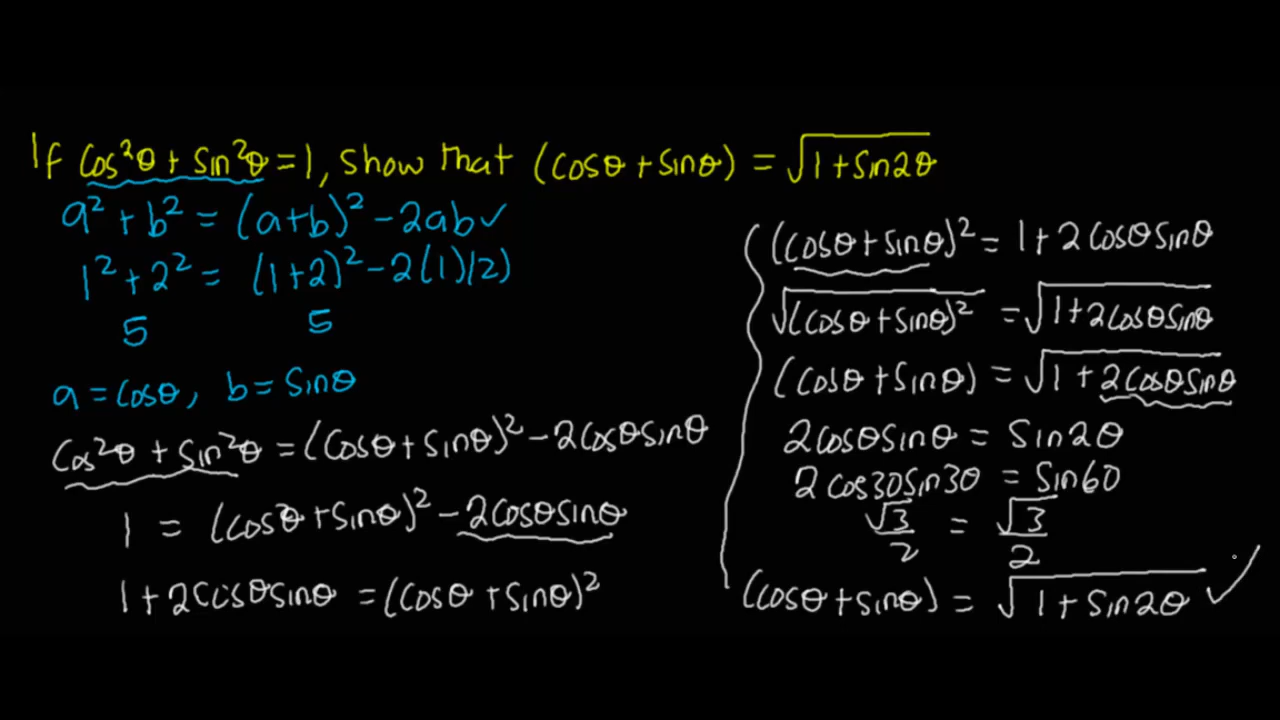 If cos²θ + sin²θ = 1, show that (cosθ + sinθ) = √(1 + sin2θ)
a² + b² = (a+b)² - 2ab ✓
1² + 2² = (1+2)² - 2(1)(2)
5 5
a = cosθ, b = sinθ
cos²θ + sin²θ = (cosθ + sinθ)² - 2cosθsinθ
1 = (cosθ + sinθ)² - 2cosθsinθ
1 + 2cosθsinθ = (cosθ + sinθ)²
(cosθ + sinθ)² = 1 + 2cosθsinθ
√(cosθ + sinθ)² = √(1 + 2cosθsinθ)
(cosθ + sinθ) = √(1 + 2cosθsinθ)
2cosθsinθ = sin2θ
2cos30sin30 = sin60
√3/2 = √3/2
(cosθ + sinθ) = √(1 + sin2θ) ✓